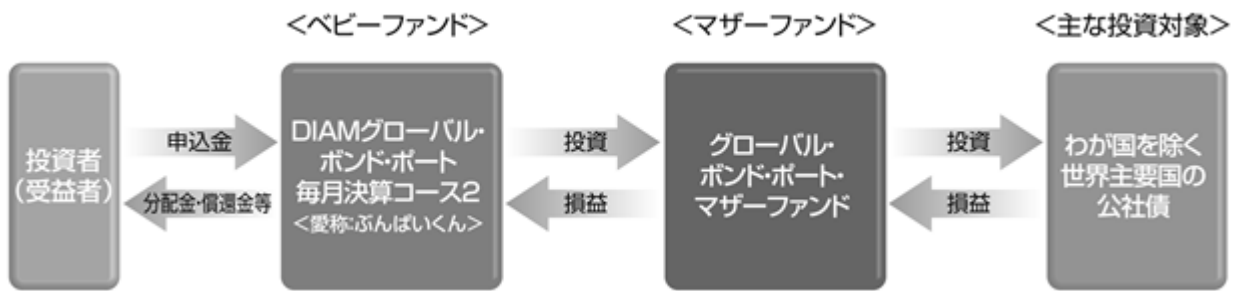 <ベビーファンド>
<マザーファンド>
<主な投資対象>
投資者
(受益者)
申込金
分配金・償還金等
DIAMグローバル・
ボンド・ポート
毎月決算コース2
<愛称:ぶんぱいくん>
投資
損益
グローバル・
ボンド・ポート・
マザーファンド
投資
損益
わが国を除く
世界主要国の
公社債